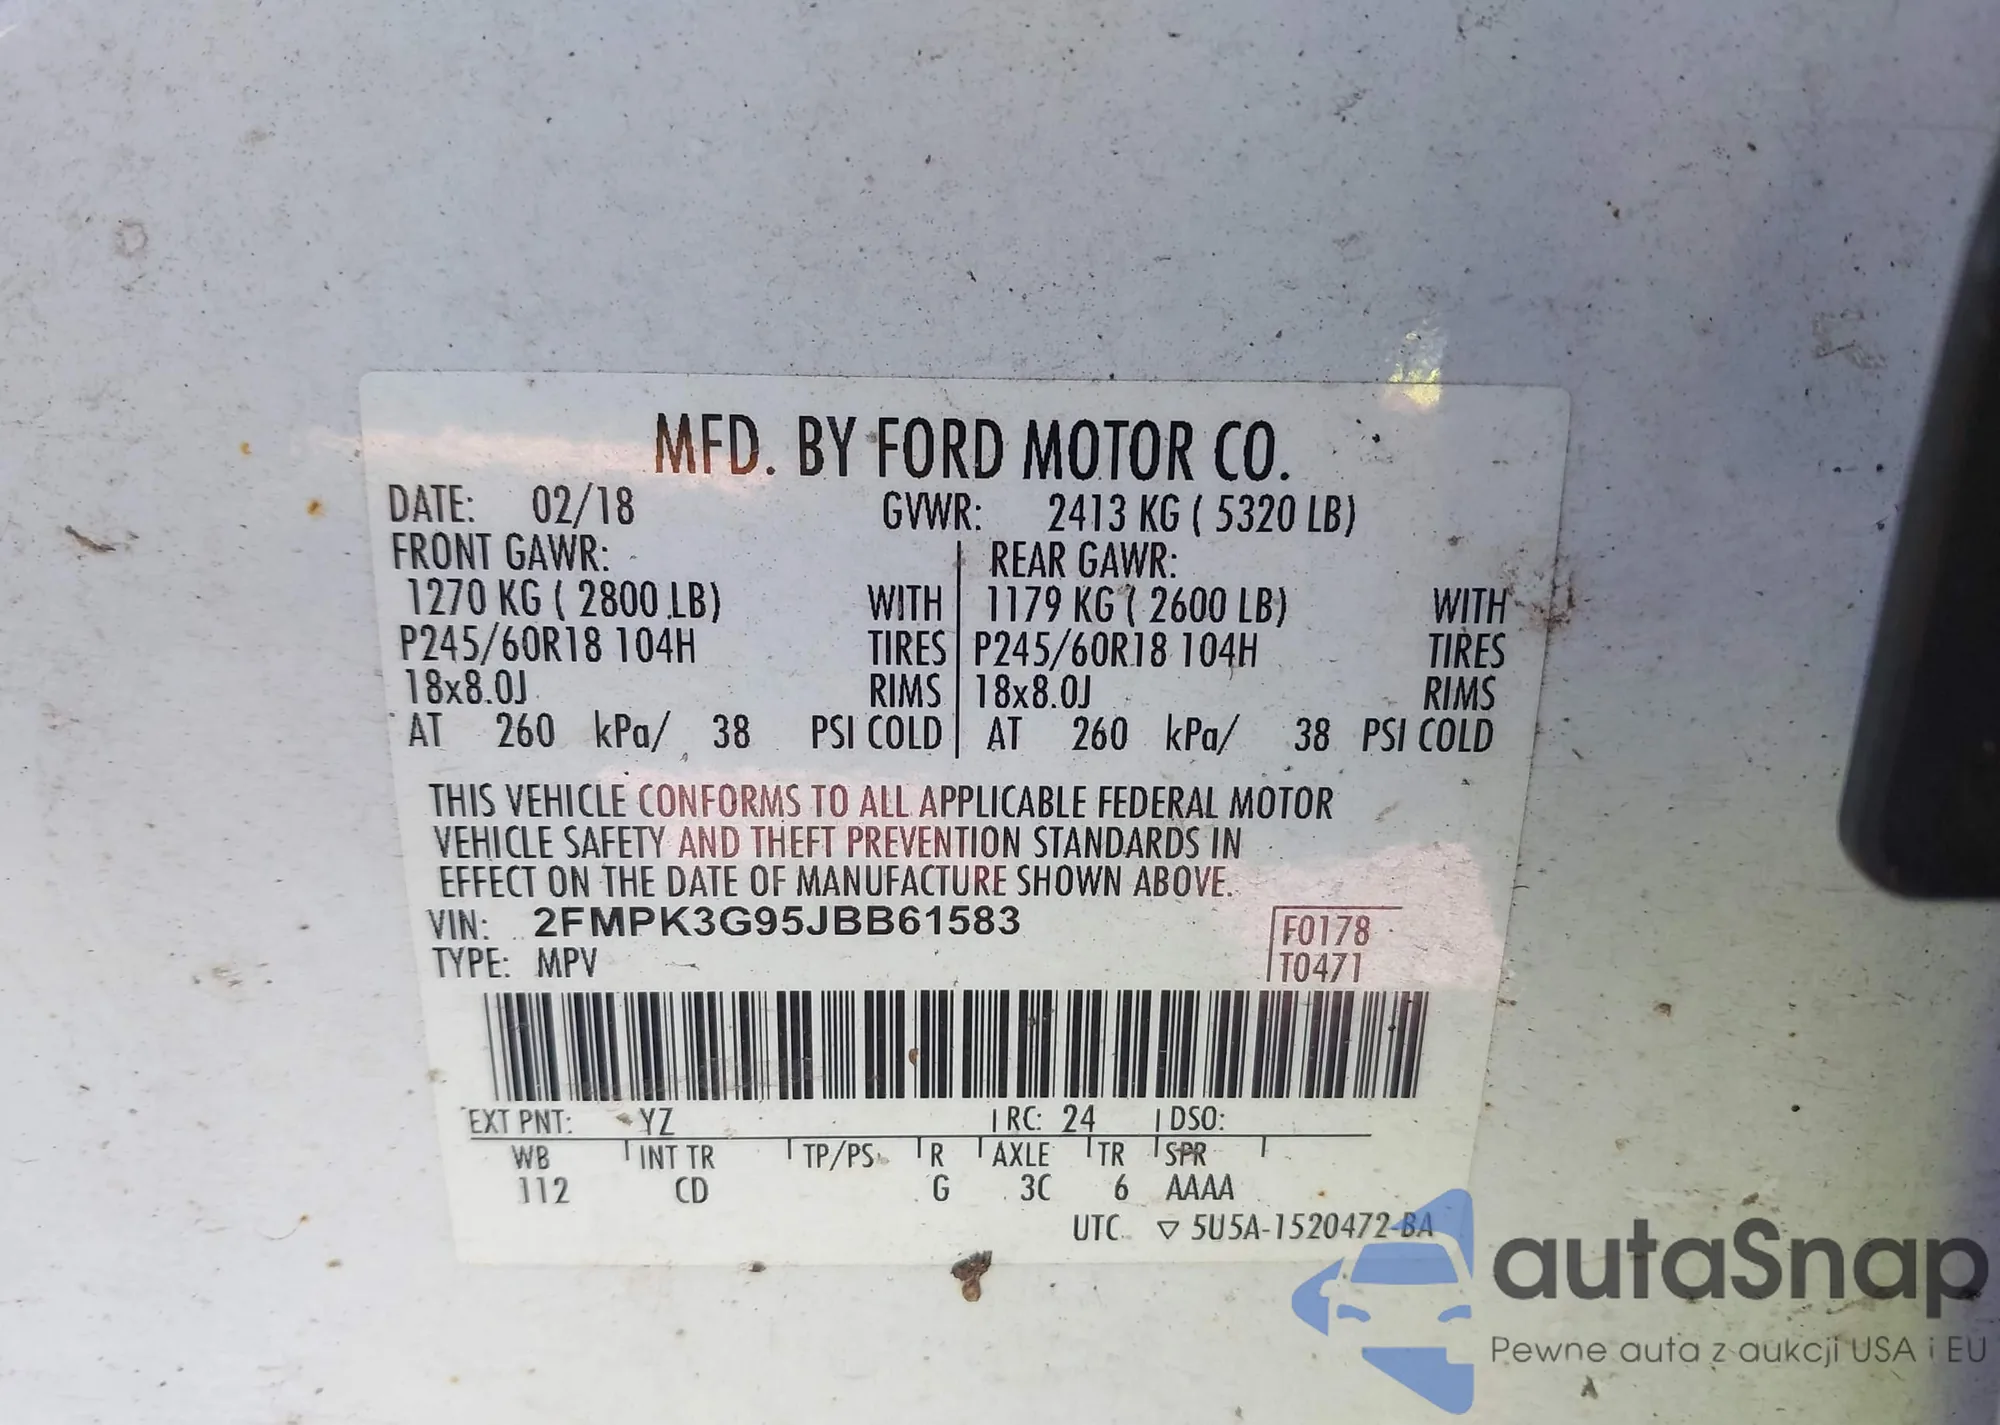 MFD. BY FORD MOTOR CO.
DATE: 02/18 GVWR: 2413 KG ( 5320 LB)
FRONT GAWR: REAR GAWR:
1270 KG ( 2800 LB) WITH 1179 KG ( 2600 LB) WITH
P245/60R18 104H TIRES P245/60R18 104H TIRES
18x8.0J RIMS 18x8.0J RIMS
AT 260 kPa/ 38 PSI COLD AT 260 kPa/ 38 PSI COLD
THIS VEHICLE CONFORMS TO ALL APPLICABLE FEDERAL MOTOR
VEHICLE SAFETY AND THEFT PREVENTION STANDARDS IN
EFFECT ON THE DATE OF MANUFACTURE SHOWN ABOVE.
VIN: 2FMPK3G95JBB61583 F0178
TYPE: MPV T0471
EXT PNT: YZ RC: 24 DSO:
WB INT TR TP/PS R AXLE TR SPR
112 CD G 3C 6 AAAA
UTC ▽ 5U5A-1520472-BA
autaSnap
Pewne auta z aukcji USA i EU